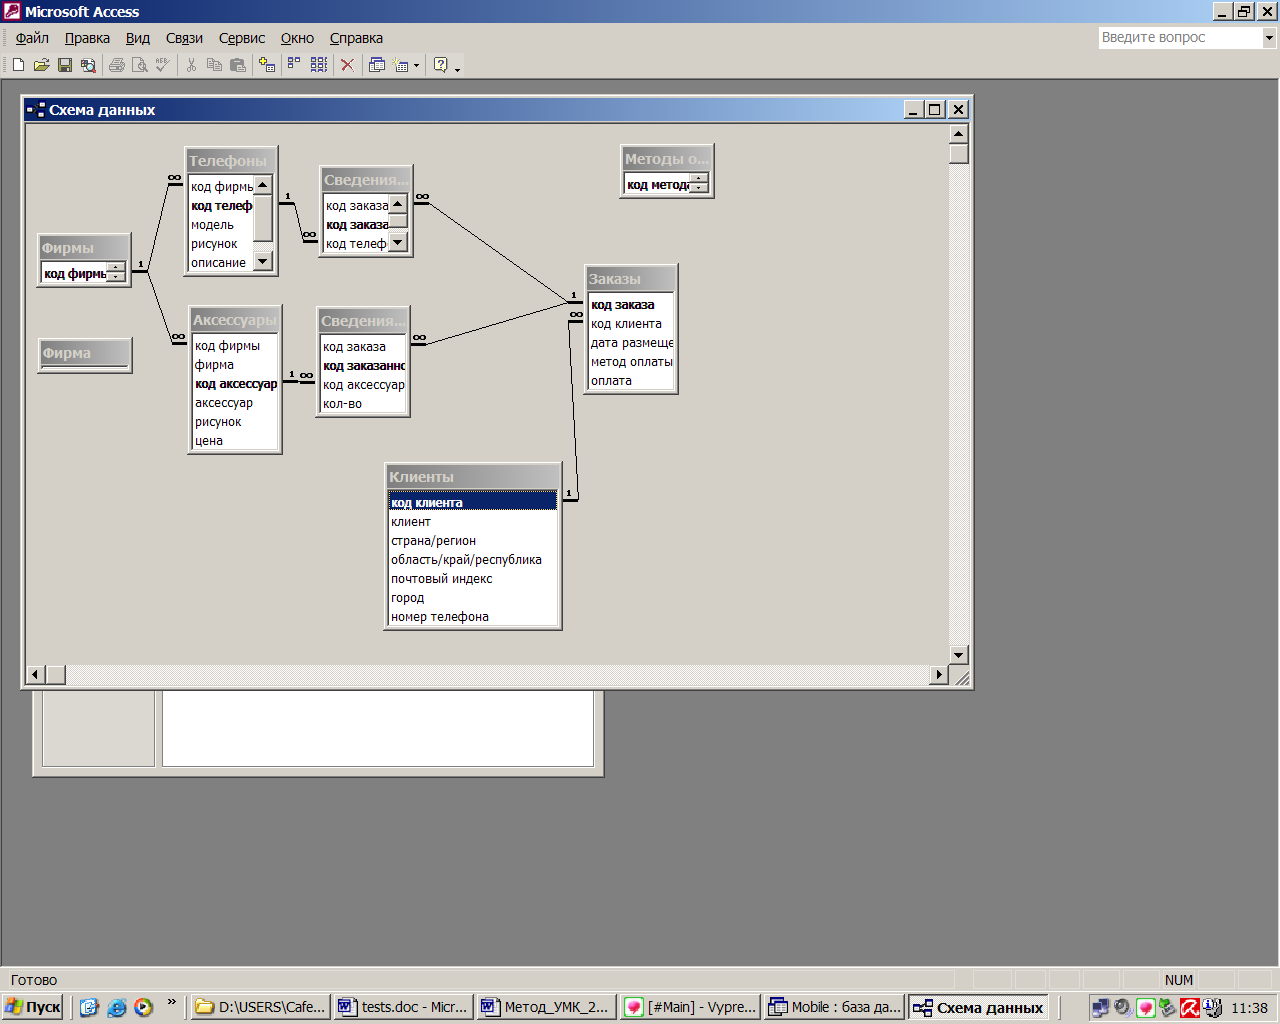 Microsoft Access
Файл Правка Вид Связи Сервис Окно Справка
Введите вопрос
Схема данных
Телефоны
код фирмы
код телеф
модель
рисунок
описание
Сведения...
код заказа
код заказа
код телеф
Методы о...
код метода
Фирмы
код фирмы
Фирма
Аксессуары
код фирмы
фирма
код аксессуар
аксессуар
рисунок
цена
Сведения...
код заказа
код заказанно
код аксессуар
кол-во
Заказы
код заказа
код клиента
дата размеще
метод оплаты
оплата
Клиенты
код клиента
клиент
страна/регион
область/край/республика
почтовый индекс
город
номер телефона
1 ∞
1 ∞
1 ∞
1 ∞
1 ∞
∞
1 ∞
Готово
NUM
Пуск
»
D:\USERS\Cafe...
tests.doc - Micr...
Метод_УМК_2...
[#Main] - Vypre...
Mobile : база да...
Схема данных
11:38